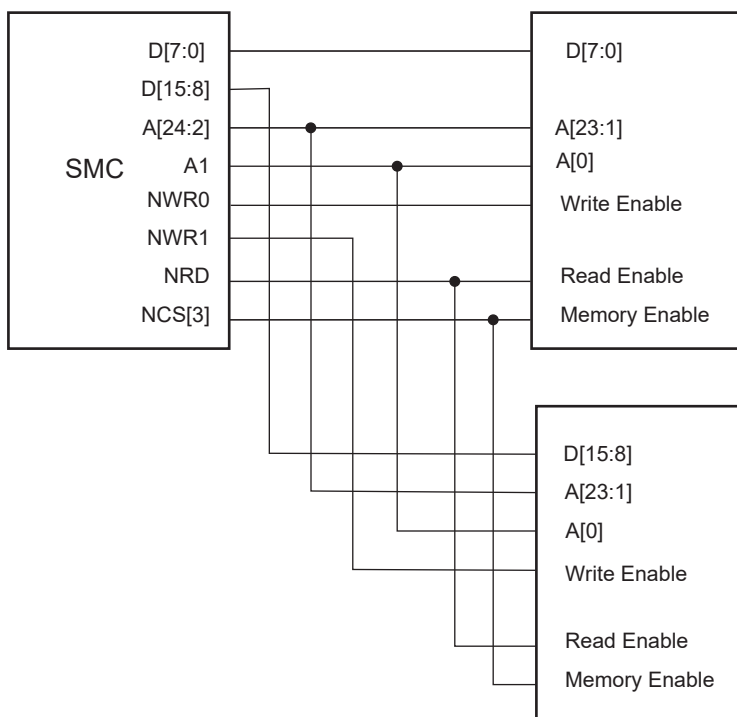 SMC
D[7:0]
D[15:8]
A[24:2]
A1
NWR0
NWR1
NRD
NCS[3]
D[7:0]
A[23:1]
A[0]
Write Enable
Read Enable
Memory Enable
D[15:8]
A[23:1]
A[0]
Write Enable
Read Enable
Memory Enable